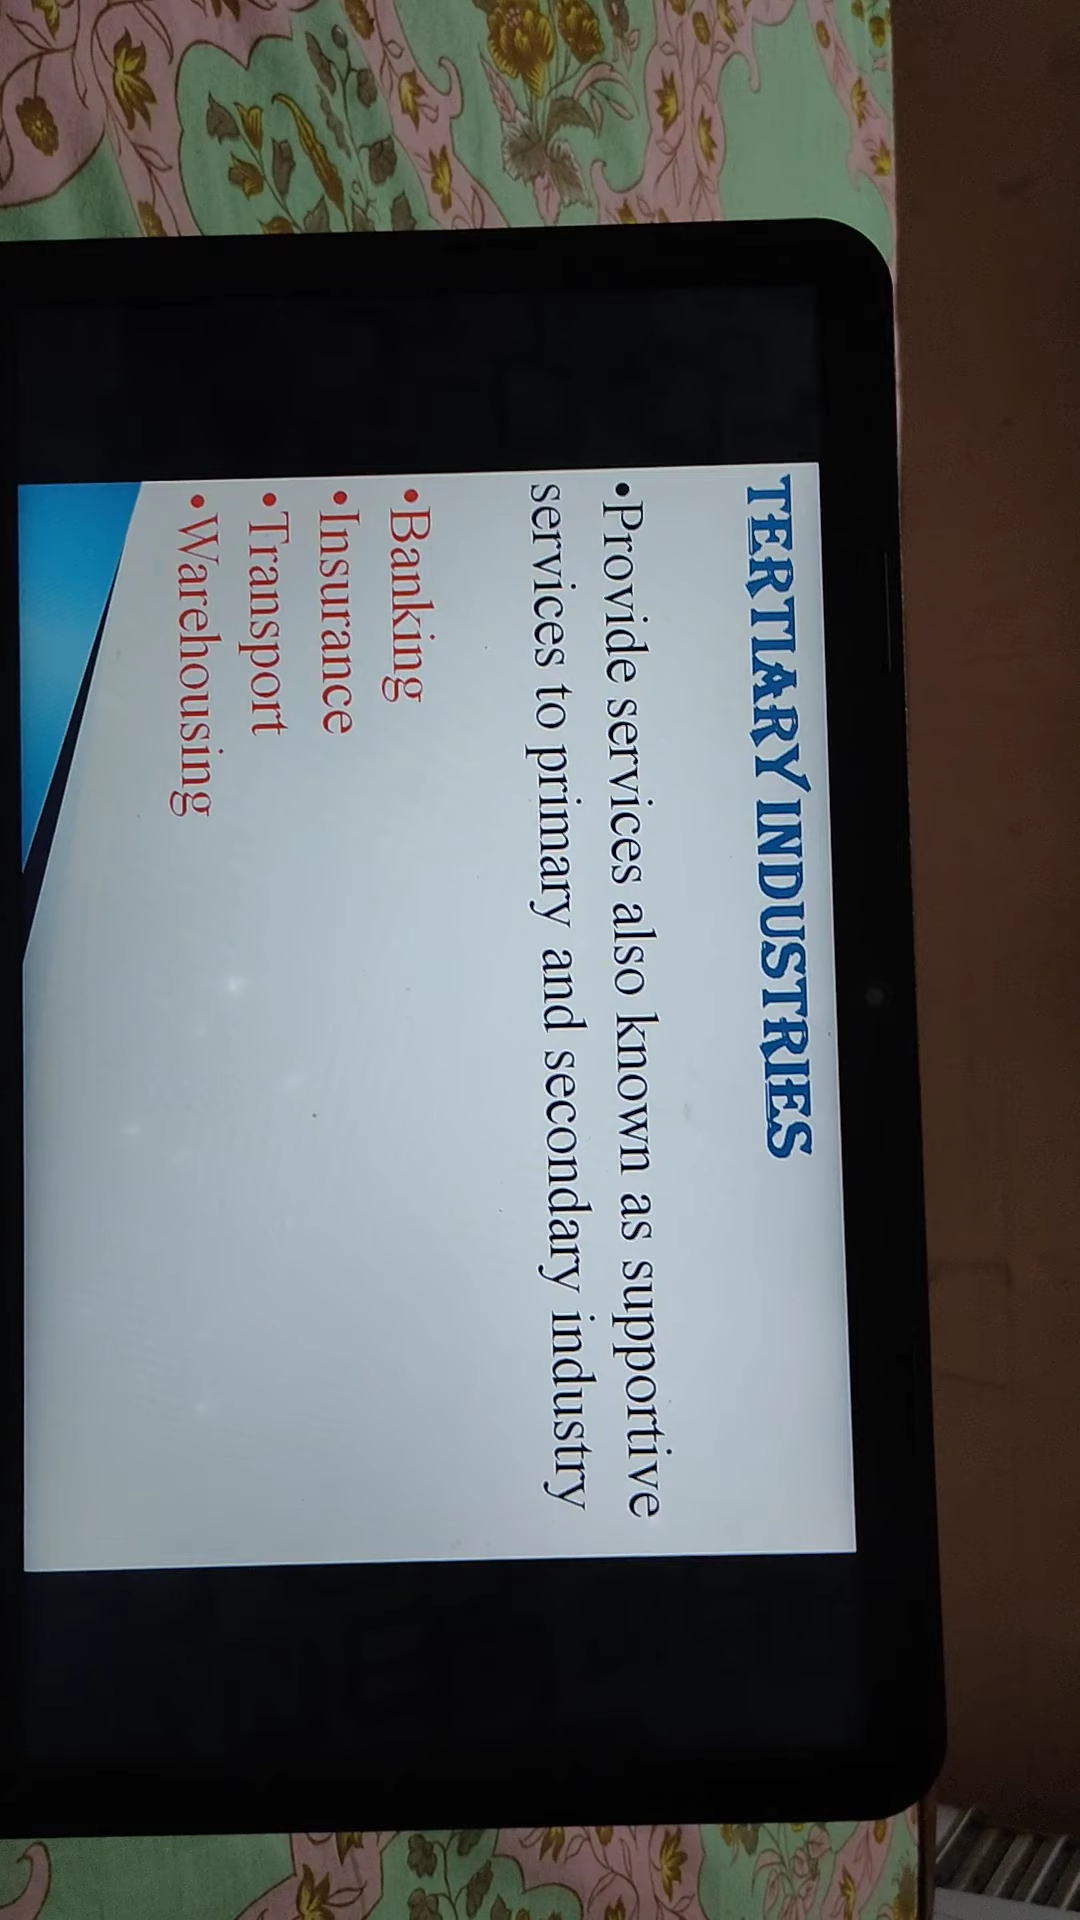 TERTIARY INDUSTRIES
•Provide services also known as supportive
services to primary and secondary industry
•Banking
•Insurance
•Transport
•Warehousing